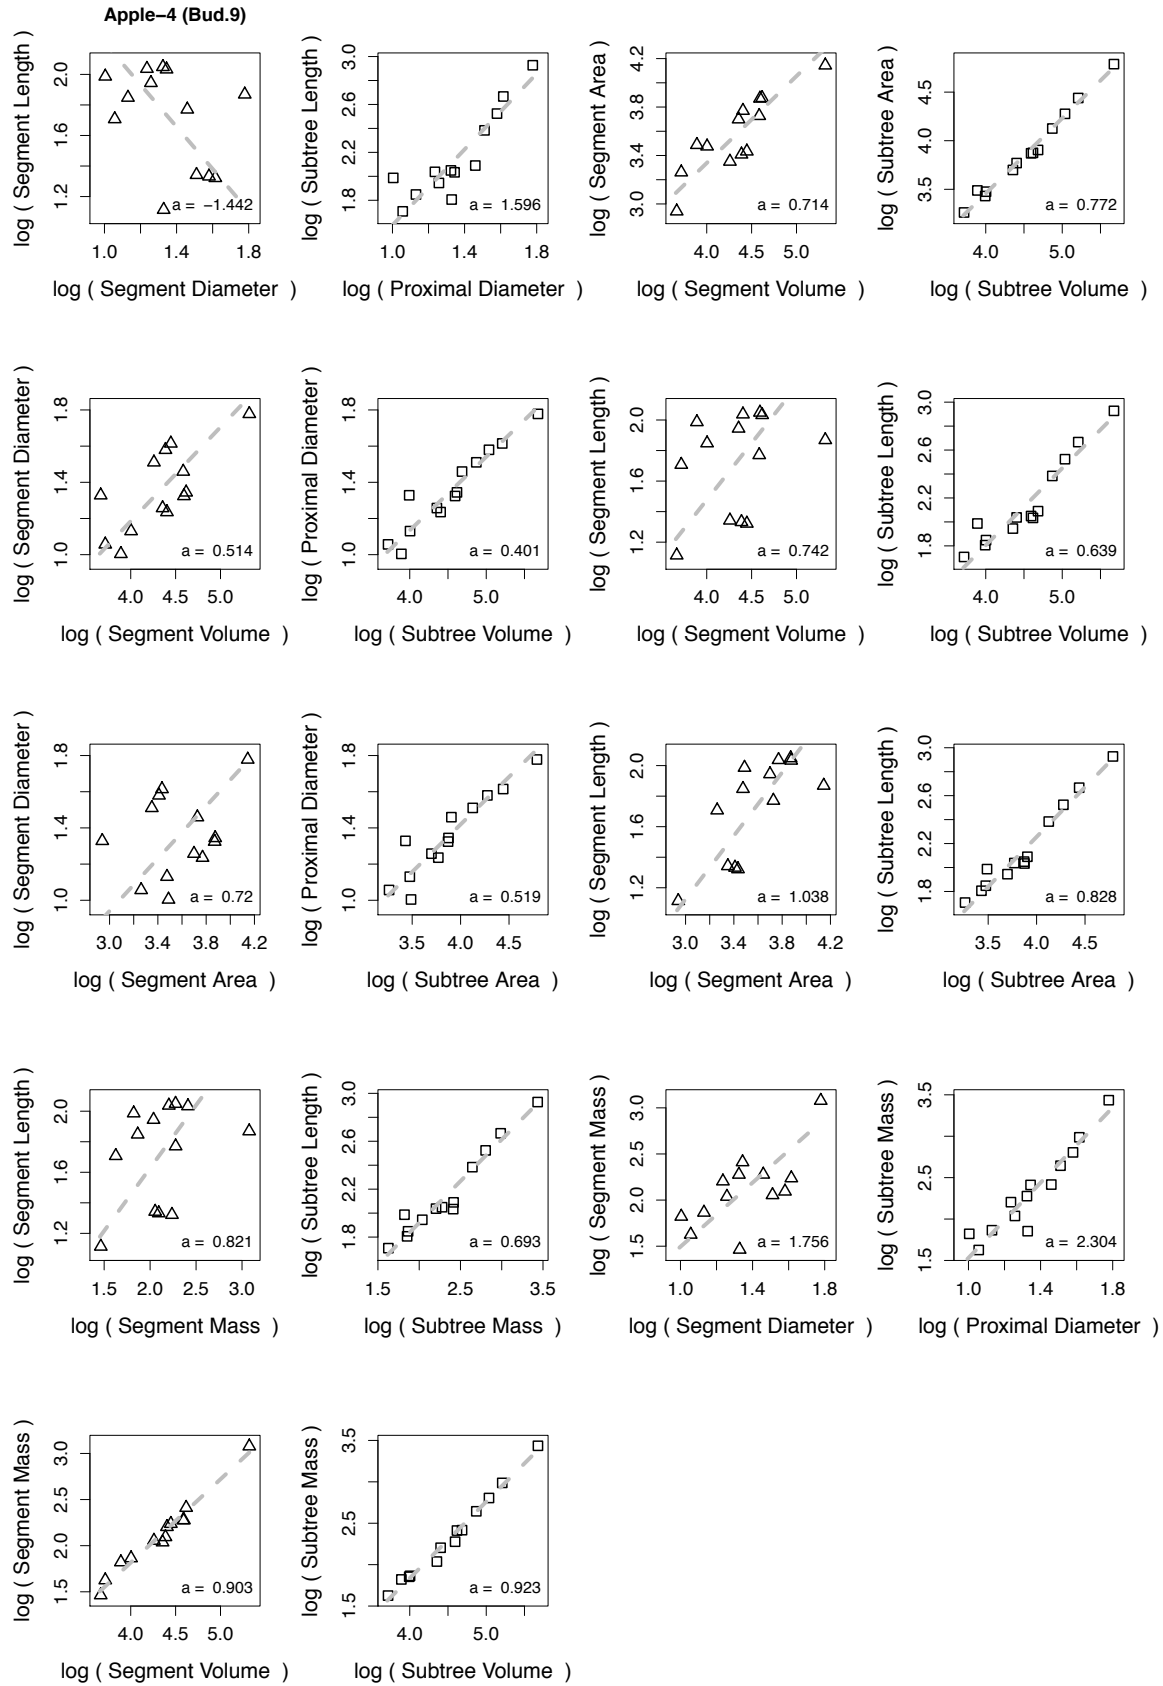 Apple−4 (Bud.9)
log ( Segment Length )
1.2 1.6 2.0
a = −1.442
1.0 1.4 1.8
log ( Segment Diameter )
log ( Subtree Length )
1.8 2.2 2.6 3.0
a = 1.596
1.0 1.4 1.8
log ( Proximal Diameter )
log ( Segment Area )
3.0 3.4 3.8 4.2
a = 0.714
4.0 4.5 5.0
log ( Segment Volume )
log ( Subtree Area )
3.5 4.0 4.5
a = 0.772
4.0 5.0
log ( Subtree Volume )
log ( Segment Diameter )
1.0 1.4 1.8
a = 0.514
4.0 4.5 5.0
log ( Segment Volume )
log ( Proximal Diameter )
1.0 1.4 1.8
a = 0.401
4.0 5.0
log ( Subtree Volume )
log ( Segment Length )
1.2 1.6 2.0
a = 0.742
4.0 4.5 5.0
log ( Segment Volume )
log ( Subtree Length )
1.8 2.2 2.6 3.0
a = 0.639
4.0 5.0
log ( Subtree Volume )
log ( Segment Diameter )
1.0 1.4 1.8
a = 0.72
3.0 3.4 3.8 4.2
log ( Segment Area )
log ( Proximal Diameter )
1.0 1.4 1.8
a = 0.519
3.5 4.0 4.5
log ( Subtree Area )
log ( Segment Length )
1.2 1.6 2.0
a = 1.038
3.0 3.4 3.8 4.2
log ( Segment Area )
log ( Subtree Length )
1.8 2.2 2.6 3.0
a = 0.828
3.5 4.0 4.5
log ( Subtree Area )
log ( Segment Length )
1.2 1.6 2.0
a = 0.821
1.5 2.0 2.5 3.0
log ( Segment Mass )
log ( Subtree Length )
1.8 2.2 2.6 3.0
a = 0.693
1.5 2.5 3.5
log ( Subtree Mass )
log ( Segment Mass )
1.5 2.0 2.5 3.0
a = 1.756
1.0 1.4 1.8
log ( Segment Diameter )
log ( Subtree Mass )
1.5 2.5 3.5
a = 2.304
1.0 1.4 1.8
log ( Proximal Diameter )
log ( Segment Mass )
1.5 2.0 2.5 3.0
a = 0.903
4.0 4.5 5.0
log ( Segment Volume )
log ( Subtree Mass )
1.5 2.5 3.5
a = 0.923
4.0 5.0
log ( Subtree Volume )